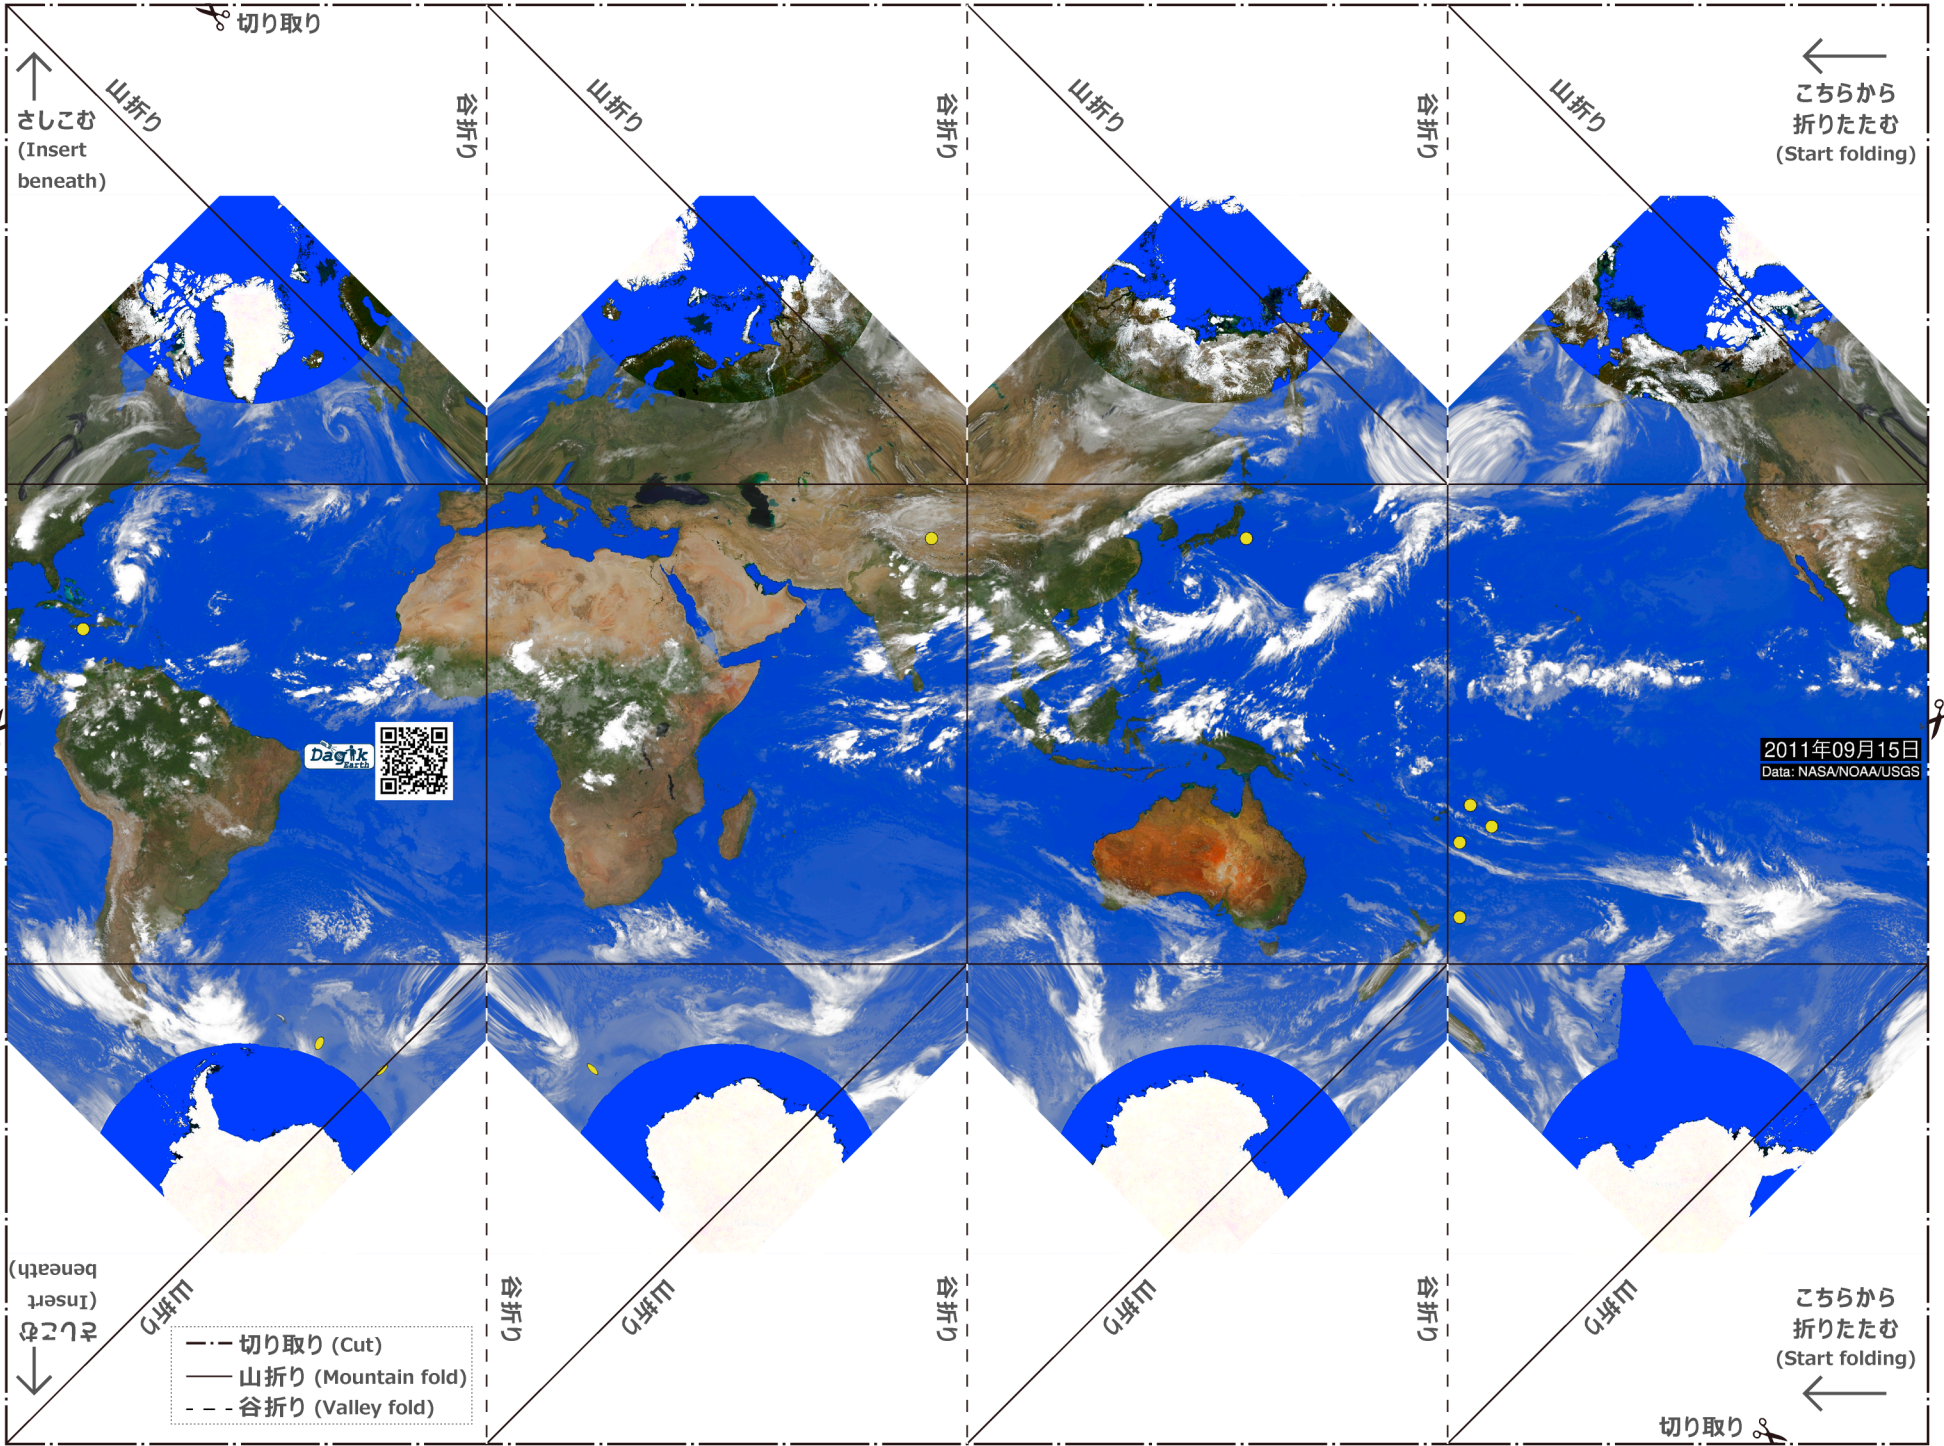 切り取り
山折り
谷折り
山折り
谷折り
山折り
谷折り
山折り
さしこむ
(Insert
beneath)
こちらから
折りたたむ
(Start folding)
Dagik
Earth
2011年09月15日
Data: NASA/NOAA/USGS
さしこむ
(Insert
beneath)
山折り
谷折り
山折り
谷折り
山折り
谷折り
山折り
こちらから
折りたたむ
(Start folding)
切り取り (Cut)
山折り (Mountain fold)
谷折り (Valley fold)
切り取り